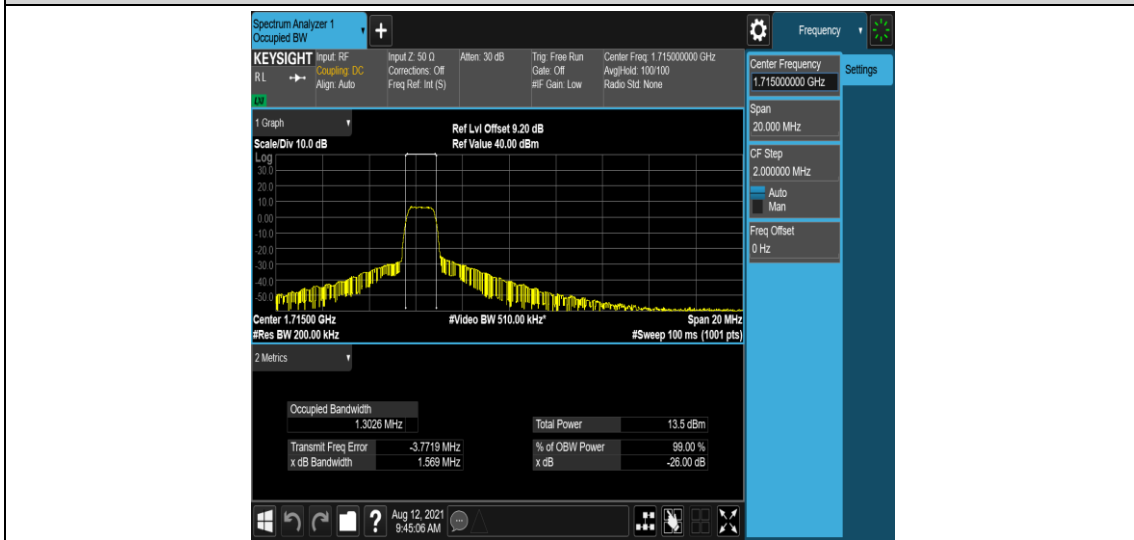 Spectrum Analyzer 1
Occupied BW
Frequency
KEYSIGHT
RL
Input: RF
Coupling: DC
Align: Auto
Input Z: 50 Ω
Corrections: Off
Freq Ref: Int (S)
Atten: 30 dB
Trig: Free Run
Gate: Off
#IF Gain: Low
Center Freq: 1.715000000 GHz
Avg|Hold: 100/100
Radio Std: None
Center Frequency
1.715000000 GHz
Settings
Span
20.000 MHz
CF Step
2.000000 MHz
Auto
Man
Freq Offset
0 Hz
1 Graph
Scale/Div 10.0 dB
Ref Lvl Offset 9.20 dB
Ref Value 40.00 dBm
Log
30.0
20.0
10.0
0.00
-10.0
-20.0
-30.0
-40.0
-50.0
Center 1.71500 GHz
#Video BW 510.00 kHz*
Span 20 MHz
#Res BW 200.00 kHz
#Sweep 100 ms (1001 pts)
2 Metrics
Occupied Bandwidth
1.3026 MHz
Total Power 13.5 dBm
Transmit Freq Error -3.7719 MHz
% of OBW Power 99.00 %
x dB Bandwidth 1.569 MHz
x dB -26.00 dB
Aug 12, 2021
9:45:06 AM